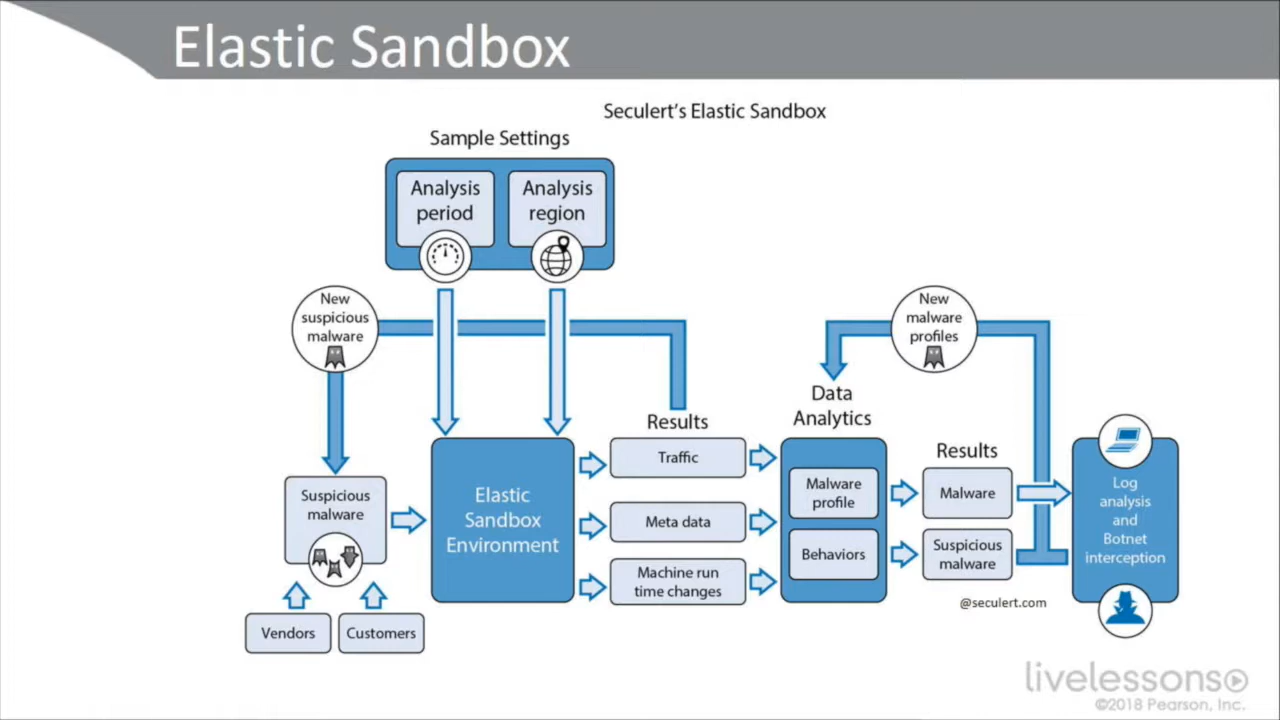 Elastic Sandbox
Seculert's Elastic Sandbox
Sample Settings
Analysis
period
Analysis
region
New
suspicious
malware
New
malware
profiles
Data
Analytics
Results
Traffic
Meta data
Machine run
time changes
Elastic
Sandbox
Environment
Suspicious
malware
Vendors
Customers
Malware
profile
Behaviors
Results
Malware
Suspicious
malware
Log
analysis
and
Botnet
interception
@seculert.com
livelessons
©2018 Pearson, Inc.